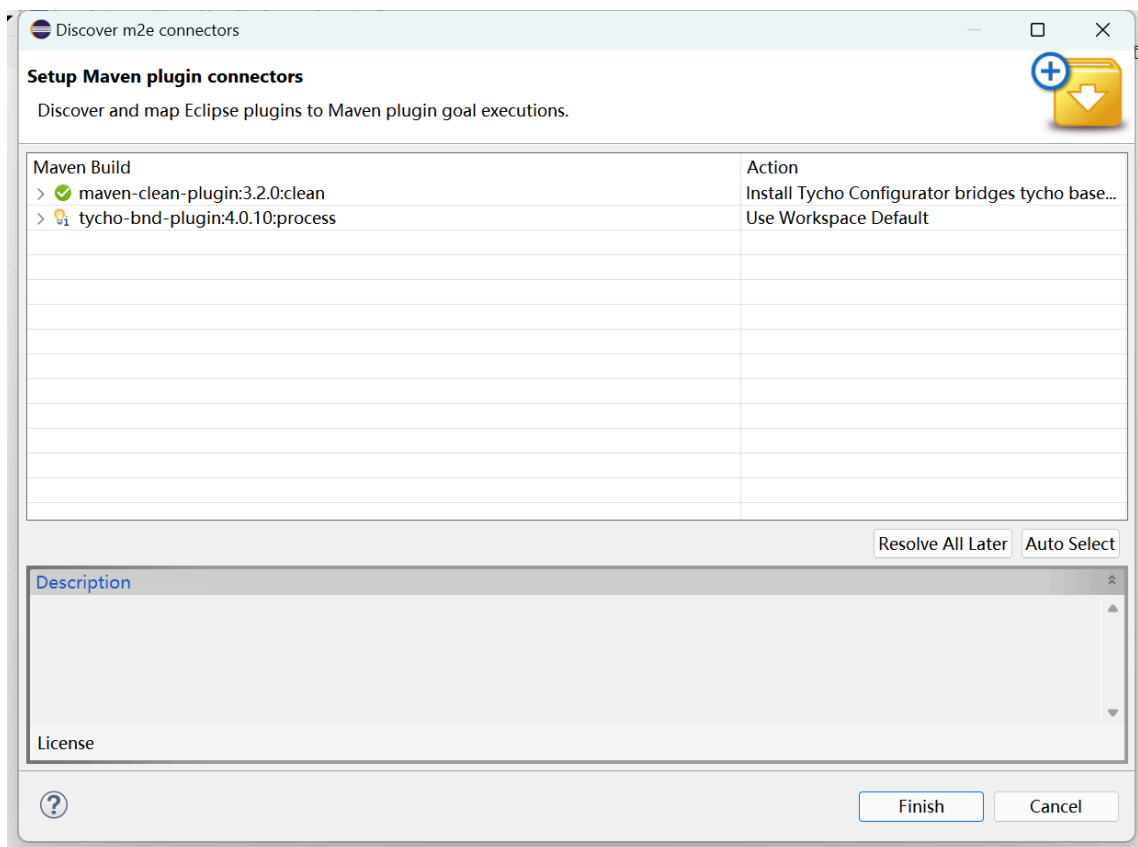 Discover m2e connectors
Setup Maven plugin connectors
Discover and map Eclipse plugins to Maven plugin goal executions.
Maven Build Action
maven-clean-plugin:3.2.0:clean Install Tycho Configurator bridges tycho base...
tycho-bnd-plugin:4.0.10:process Use Workspace Default
Resolve All Later Auto Select
Description
License
Finish Cancel